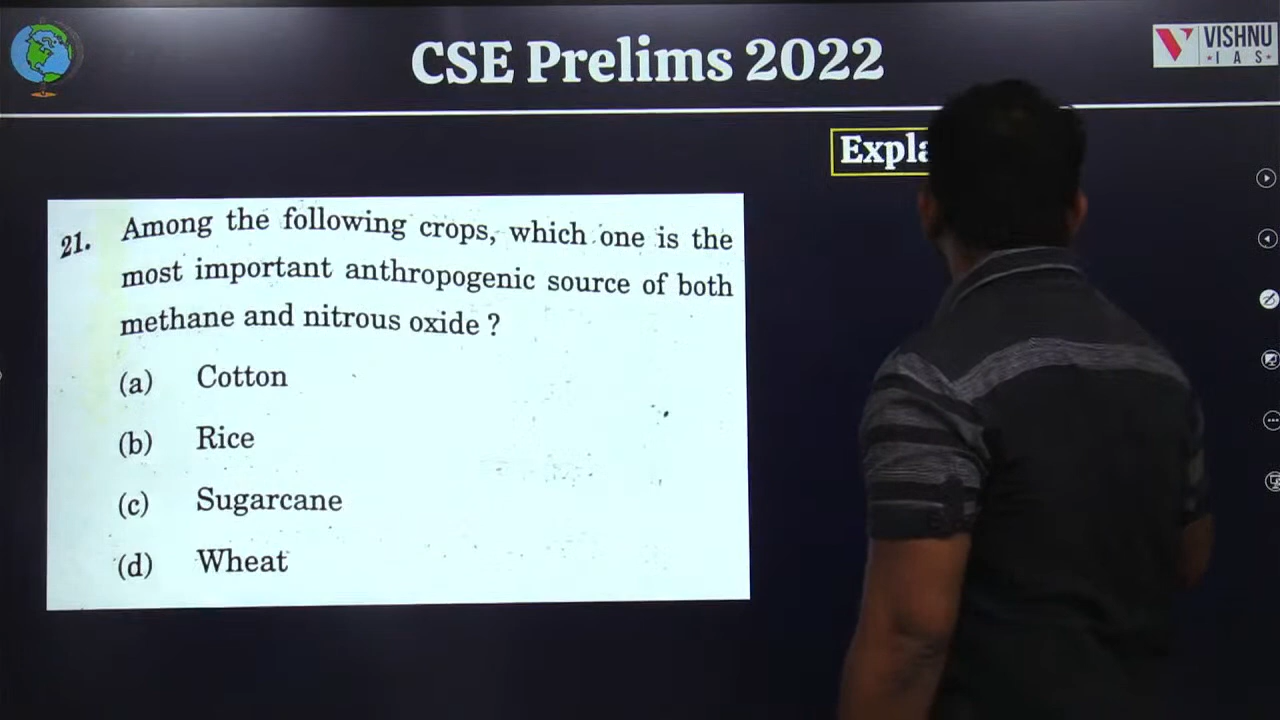 CSE Prelims 2022
VISHNU
IAS
21. Among the following crops, which one is the
most important anthropogenic source of both
methane and nitrous oxide ?
(a) Cotton
(b) Rice
(c) Sugarcane
(d) Wheat